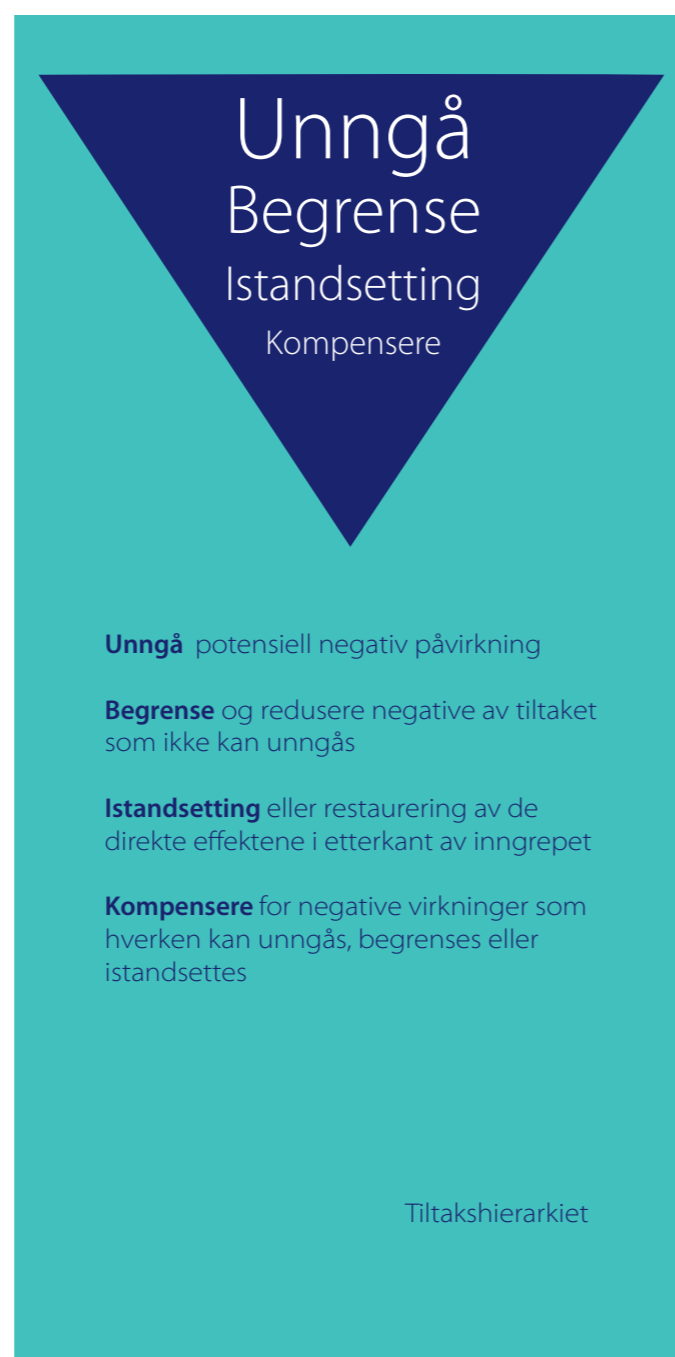 Unngå
Begrense
Istandsetting
Kompensere
Unngå potensiell negativ påvirkning
Begrense og redusere negative av tiltaket
som ikke kan unngås
Istandsetting eller restaurering av de
direkte effektene i etterkant av inngrepet
Kompensere for negative virkninger som
hverken kan unngås, begrenses eller
istandsettes
Tiltakshierarkiet